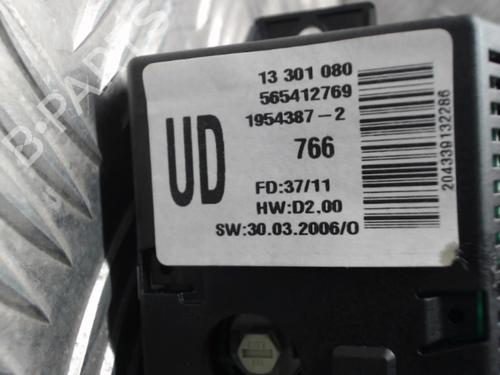 13 301 080
565412769
1954387-2
UD
766
FD:37/11
HW:D2.00
SW:30.03.2006/0
204339132286
B-PARTS